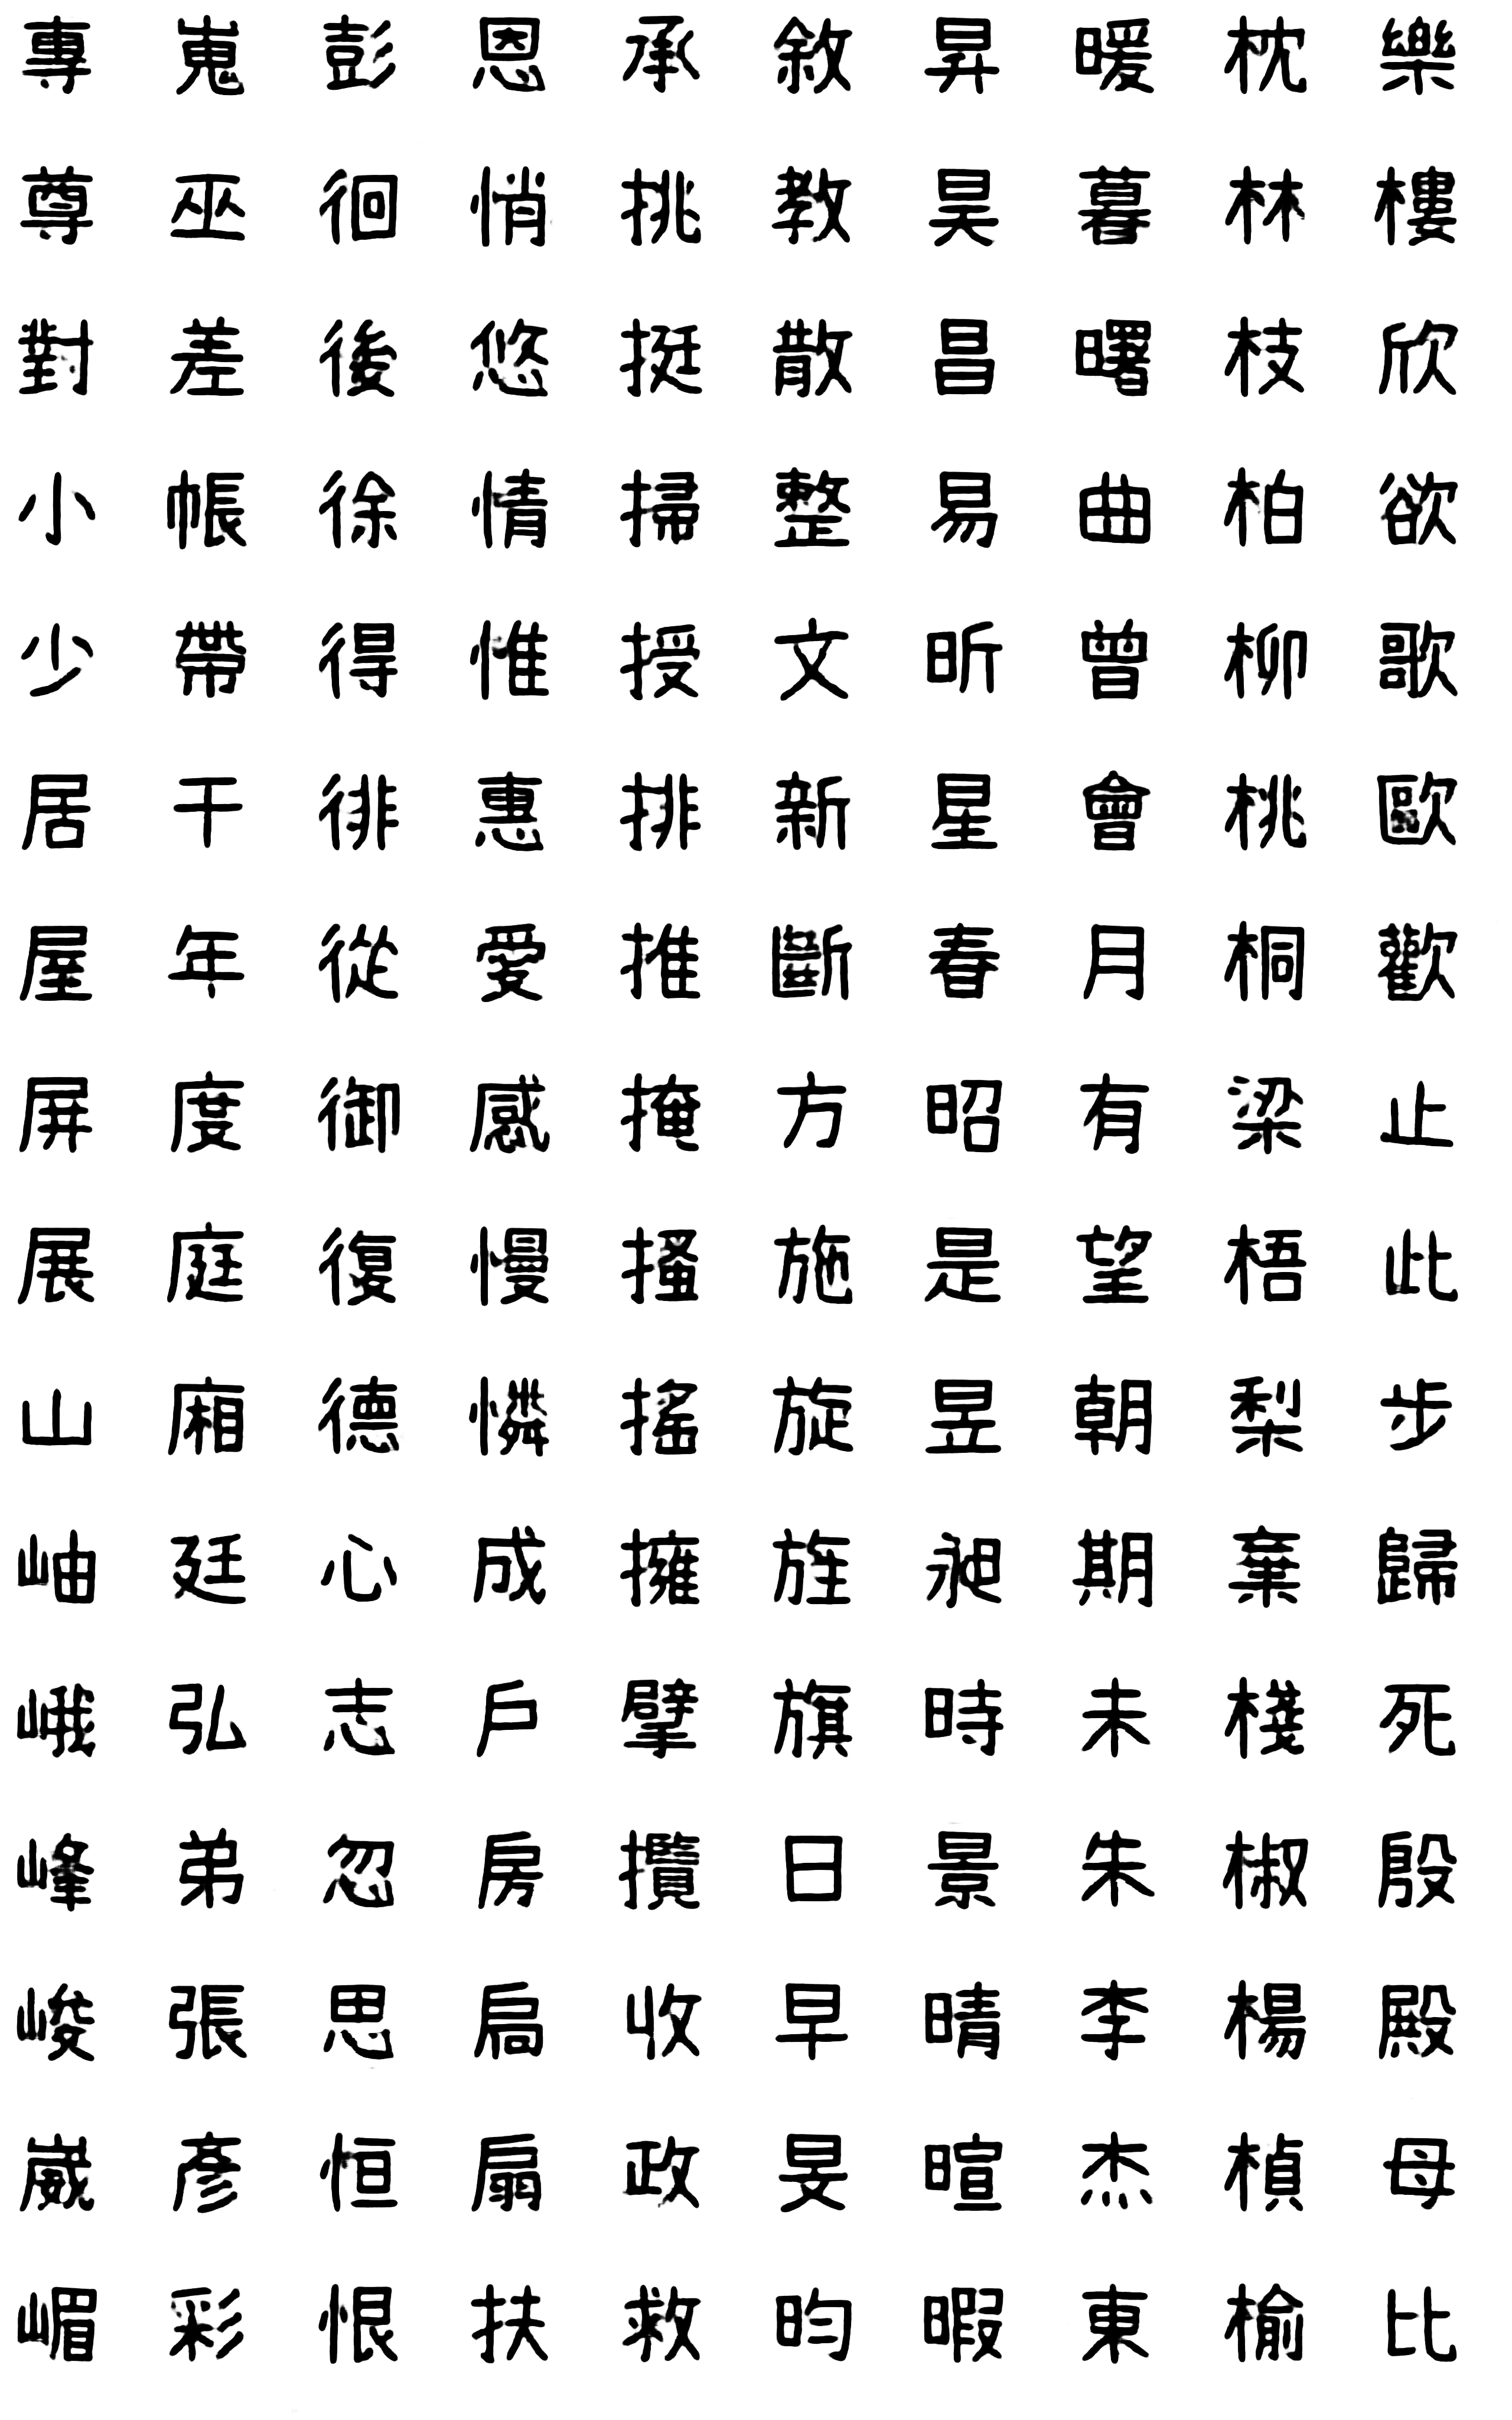 專尊對小少居屋屏展山岫峨峰峻崴嵋
嵬巫差帳帶干年度庭廂廷弘弟張彥彩
彭徊後徐得徘從御復德心志忽思恒恨
恩悄悠情惟惠愛感慢憐成戶房扃扇扶
承挑挺掃授排推掩搔搖擁擘攢收政救
敘教散整文新斷方施旋旌旗日早旻昀
昇昊昌易昕星春昭是昱昶時景晴暄暇
暖暮曙曲曾會月有望朝期未朱李杰東
枕林枝柏柳桃桐梁梧梨棄棧椒楊楨榆
樂樓欣欲歌歐歡止此步歸死殷殿母比